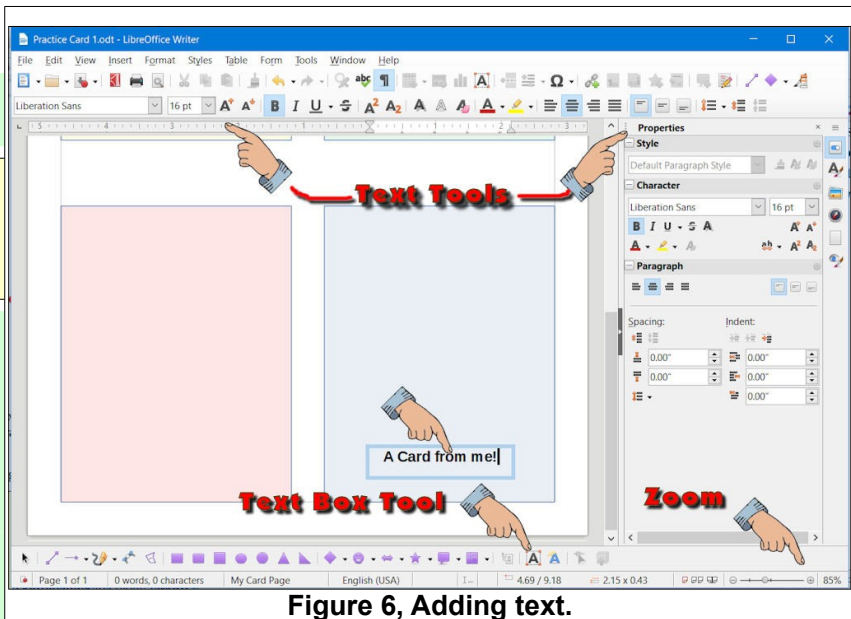 Practice Card 1.odt - LibreOffice Writer
File Edit View Insert Format Styles Table Form Tools Window Help
Liberation Sans 16 pt
Properties
Style
Default Paragraph Style
Character
Liberation Sans 16 pt
Paragraph
Spacing: Indent:
0.00" 0.00"
0.00" 0.00"
0.00"
Text Tools
A Card from me!
Text Box Tool
Zoom
Page 1 of 1 0 words, 0 characters My Card Page English (USA) 4.69 / 9.18 2.15 x 0.43 85%
Figure 6, Adding text.